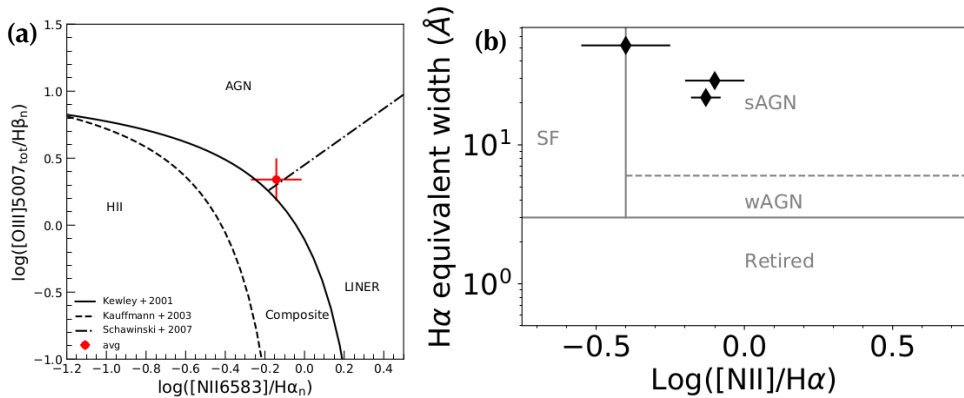 (a)
1.5
1.0
0.5
0.0
−0.5
−1.0
log([OIII]5007tot/Hβn)
AGN
HII
LINER
Composite
Kewley + 2001
Kauffmann + 2003
Schawinski + 2007
avg
−1.2 −1.0 −0.8 −0.6 −0.4 −0.2 0.0 0.2 0.4
log([NII6583]/Hαn)
(b)
Hα equivalent width (Å)
10¹
10⁰
SF
sAGN
wAGN
Retired
−0.5 0.0 0.5
Log([NII]/Hα)